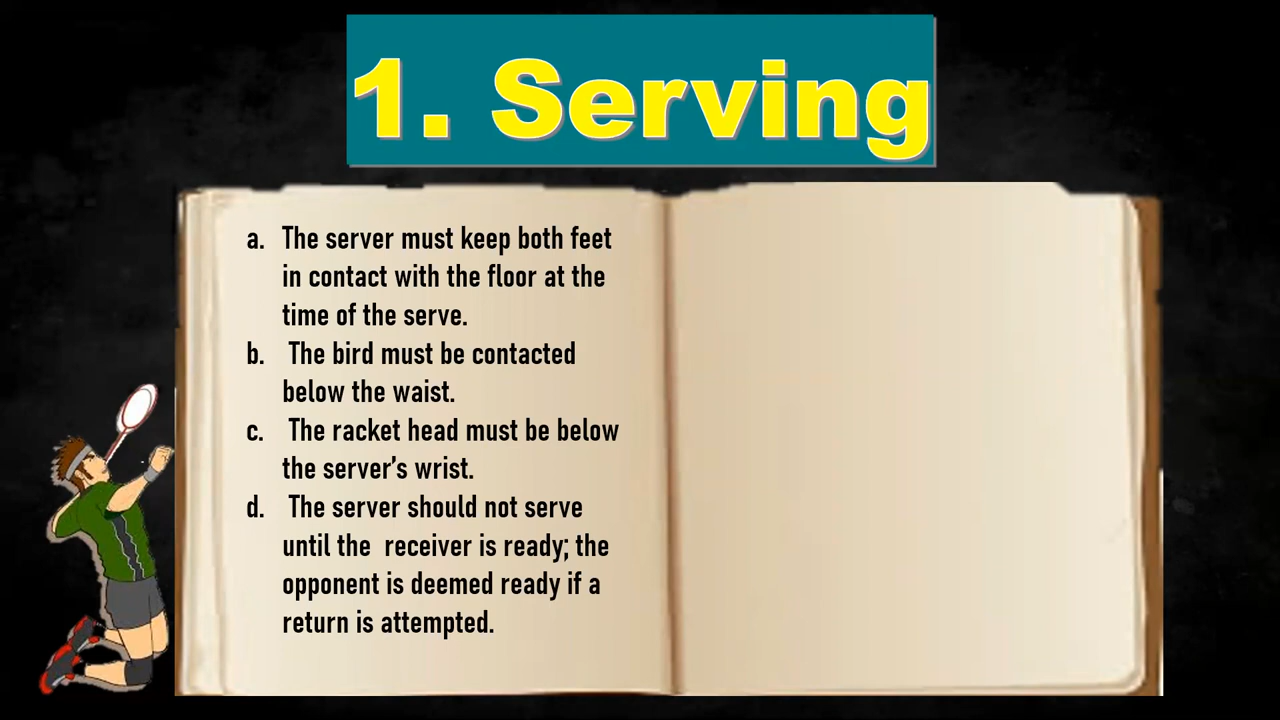 1. Serving
a. The server must keep both feet
in contact with the floor at the
time of the serve.
b. The bird must be contacted
below the waist.
c. The racket head must be below
the server's wrist.
d. The server should not serve
until the receiver is ready; the
opponent is deemed ready if a
return is attempted.